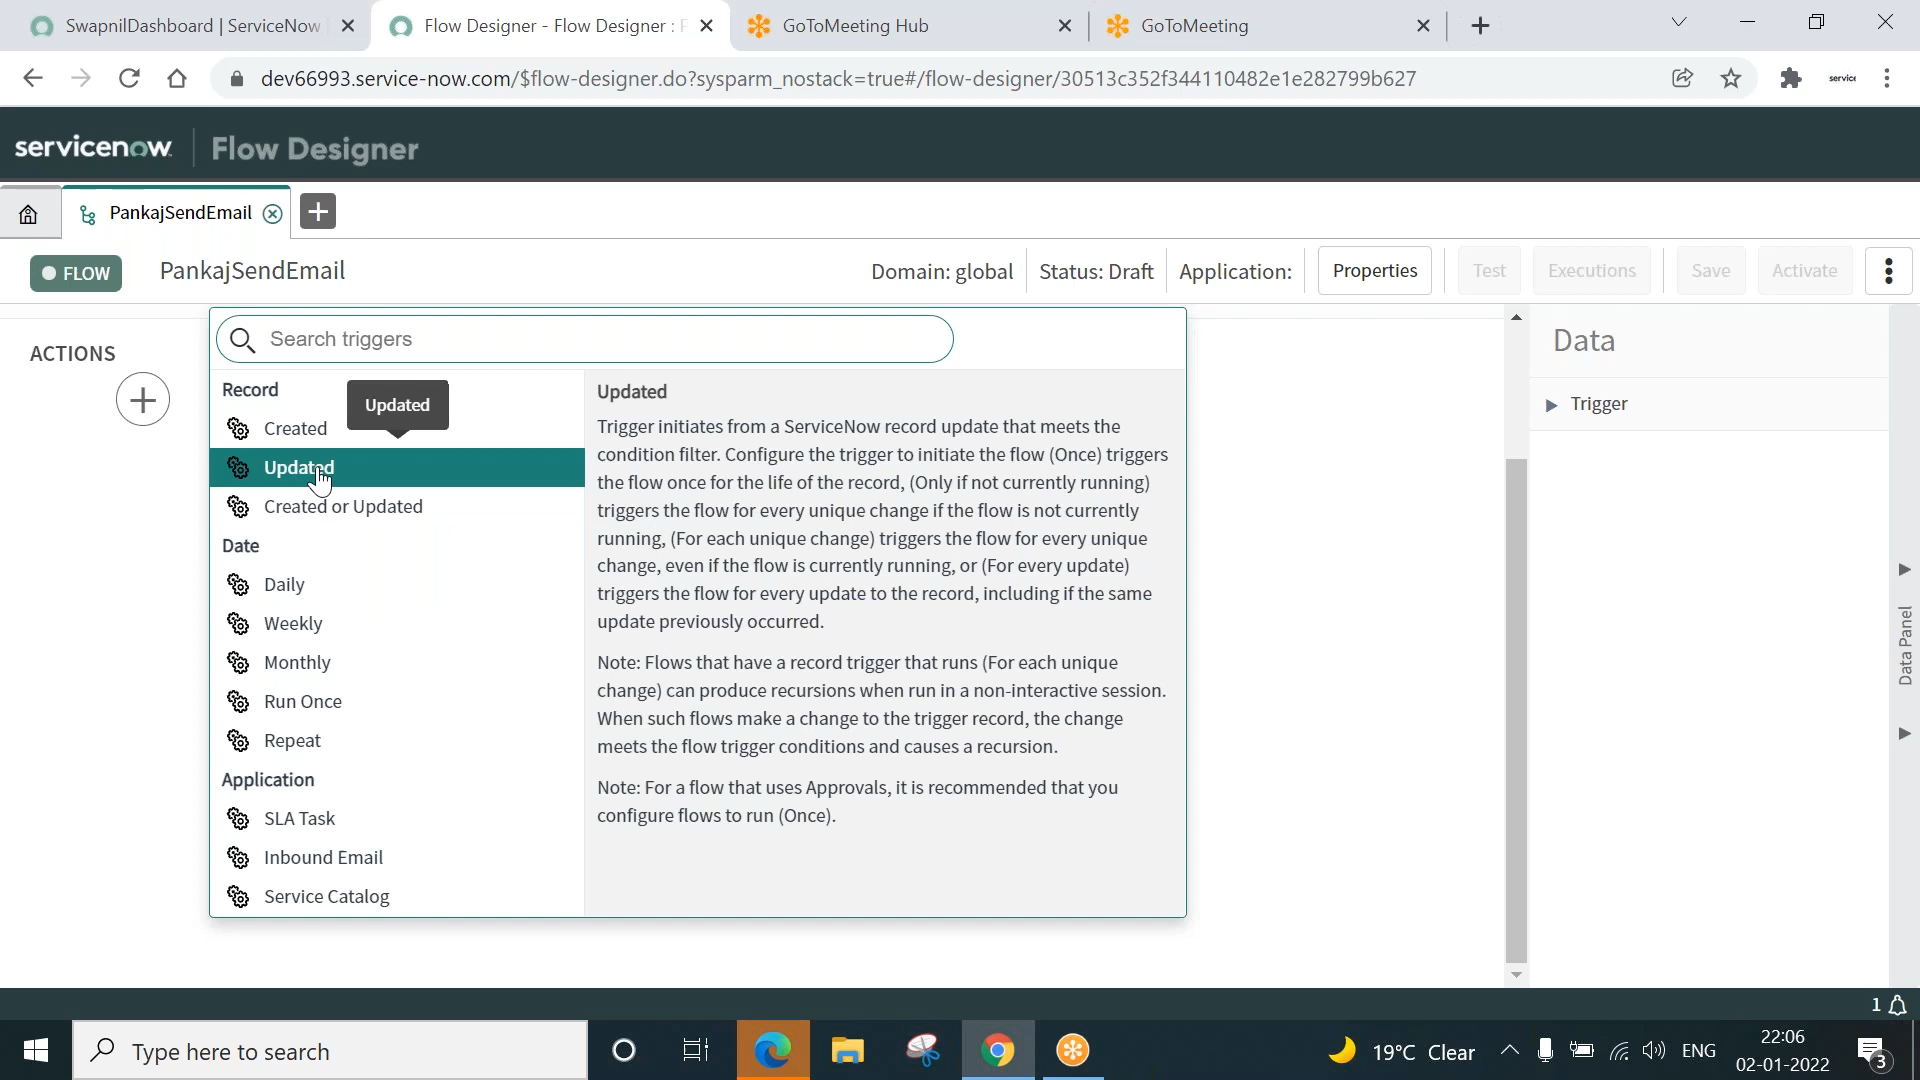 SwapnilDashboard | ServiceNow
Flow Designer - Flow Designer : F
GoToMeeting Hub
GoToMeeting
dev66993.service-now.com/$flow-designer.do?sysparm_nostack=true#/flow-designer/30513c352f344110482e1e282799b627
service
servicenow
Flow Designer
PankajSendEmail
FLOW
PankajSendEmail
Domain: global
Status: Draft
Application:
Properties
Test
Executions
Save
Activate
ACTIONS
Search triggers
Record
Updated
Created
Updated
Created or Updated
Date
Daily
Weekly
Monthly
Run Once
Repeat
Application
SLA Task
Inbound Email
Service Catalog
Updated
Trigger initiates from a ServiceNow record update that meets the
condition filter. Configure the trigger to initiate the flow (Once) triggers
the flow once for the life of the record, (Only if not currently running)
triggers the flow for every unique change if the flow is not currently
running, (For each unique change) triggers the flow for every unique
change, even if the flow is currently running, or (For every update)
triggers the flow for every update to the record, including if the same
update previously occurred.
Note: Flows that have a record trigger that runs (For each unique
change) can produce recursions when run in a non-interactive session.
When such flows make a change to the trigger record, the change
meets the flow trigger conditions and causes a recursion.
Note: For a flow that uses Approvals, it is recommended that you
configure flows to run (Once).
Data
Trigger
Data Panel
1
Type here to search
19°C Clear
ENG
22:06
02-01-2022
3